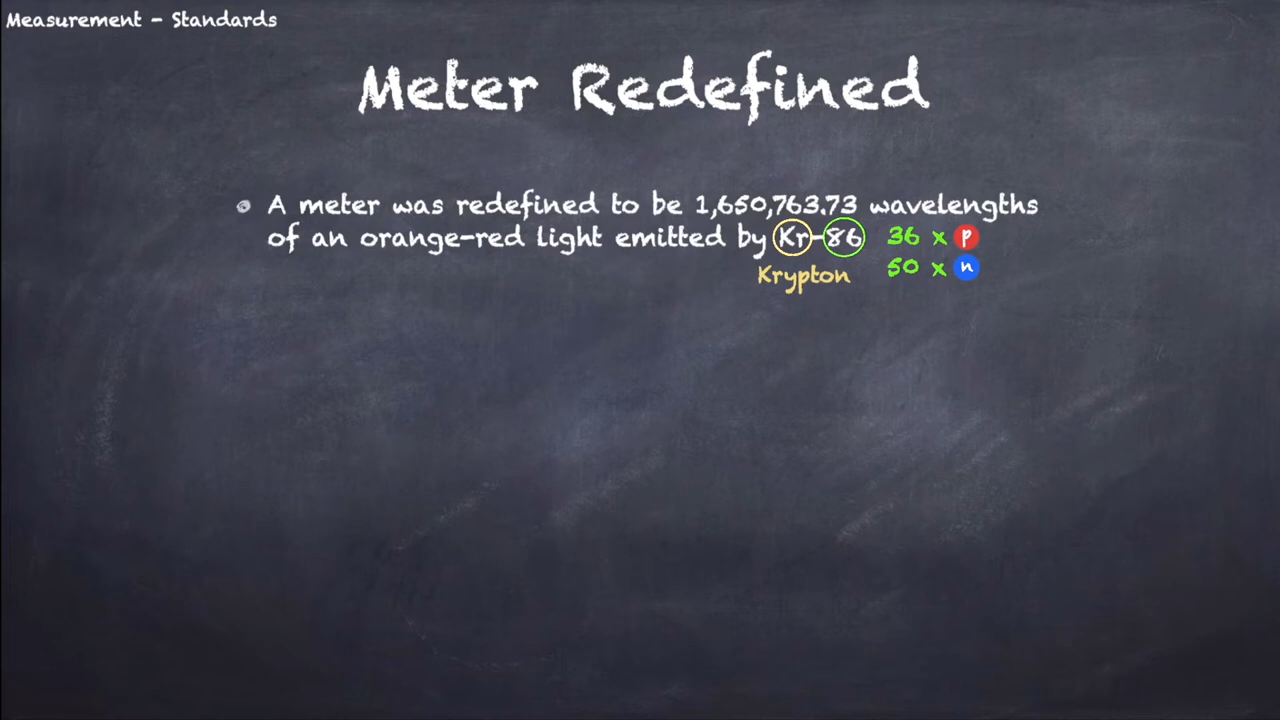 Measurement - Standards
Meter Redefined
A meter was redefined to be 1,650,763.73 wavelengths
of an orange-red light emitted by Kr-86 36 x p
Krypton 50 x n